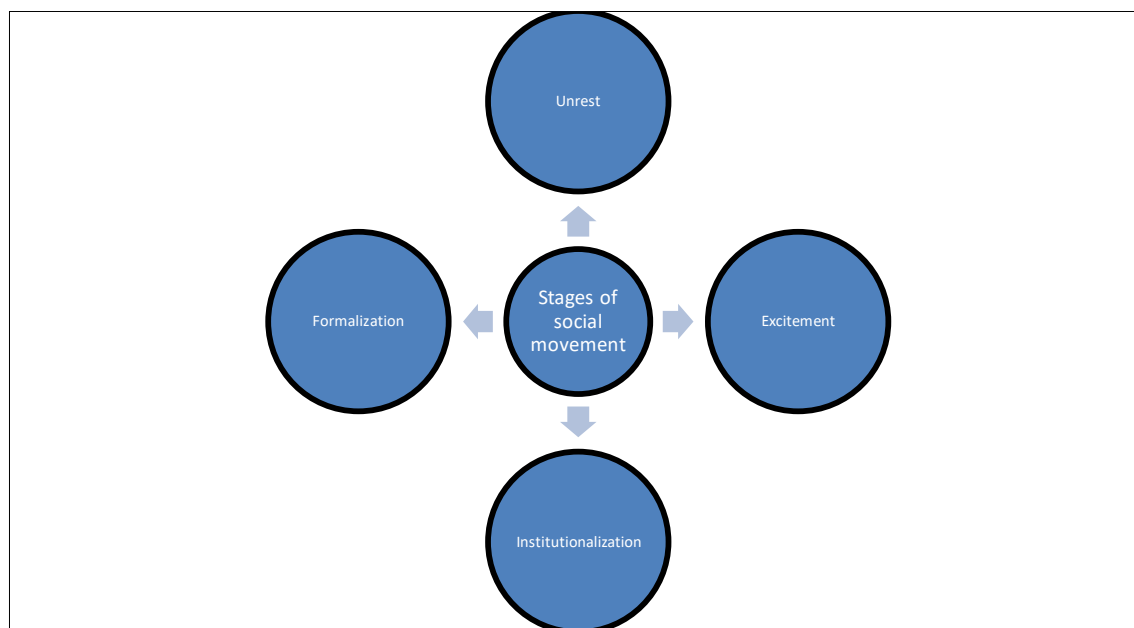 Unrest
Formalization
Stages of
social
movement
Excitement
Institutionalization